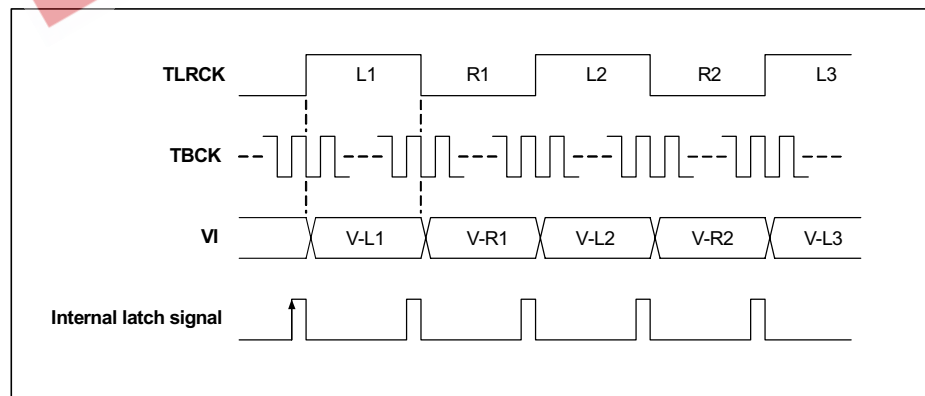 TLRCK L1 R1 L2 R2 L3
TBCK
VI V-L1 V-R1 V-L2 V-R2 V-L3
Internal latch signal